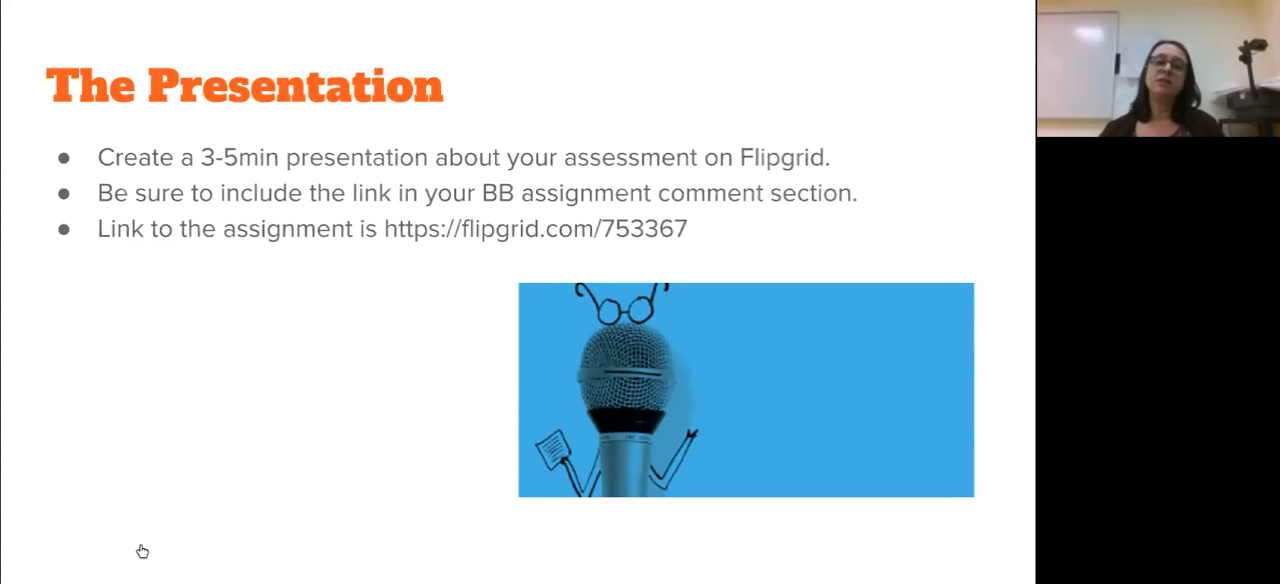 The Presentation
● Create a 3-5min presentation about your assessment on Flipgrid.
● Be sure to include the link in your BB assignment comment section.
● Link to the assignment is https://flipgrid.com/753367